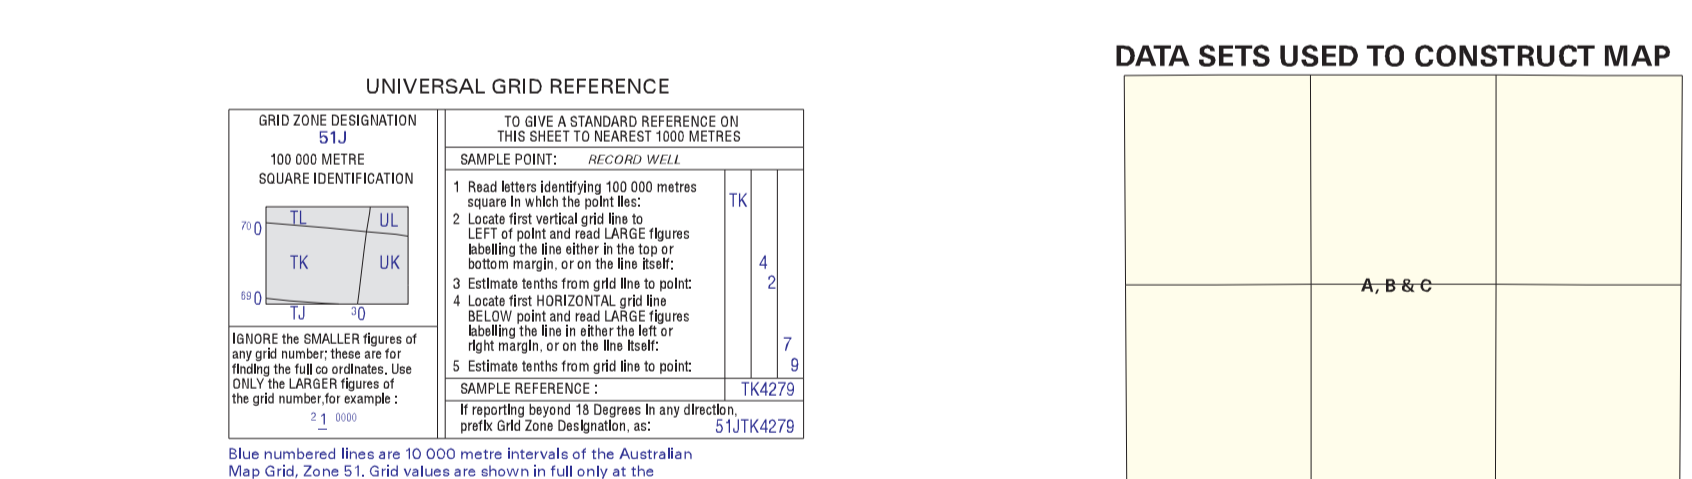 UNIVERSAL GRID REFERENCE
GRID ZONE DESIGNATION
51J
100 000 METRE
SQUARE IDENTIFICATION
TL UL
70 0
TK UK
69 0
TJ 30
IGNORE the SMALLER figures of
any grid number; these are for
finding the full co ordinates. Use
ONLY the LARGER figures of
the grid number,for example :
21 0000
TO GIVE A STANDARD REFERENCE ON
THIS SHEET TO NEAREST 1000 METRES
SAMPLE POINT: RECORD WELL
1 Read letters identifying 100 000 metres
square in which the point lies: TK
2 Locate first vertical grid line to
LEFT of point and read LARGE figures
labelling the line either in the top or
bottom margin, or on the line itself: 4
3 Estimate tenths from grid line to point: 2
4 Locate first HORIZONTAL grid line
BELOW point and read LARGE figures
labelling the line in either the left or
right margin, or on the line itself: 7
5 Estimate tenths from grid line to point: 9
SAMPLE REFERENCE : TK4279
If reporting beyond 18 Degrees in any direction,
prefix Grid Zone Designation, as: 51JTK4279
Blue numbered lines are 10 000 metre intervals of the Australian
Map Grid, Zone 51. Grid values are shown in full only at the
DATA SETS USED TO CONSTRUCT MAP
A, B & C